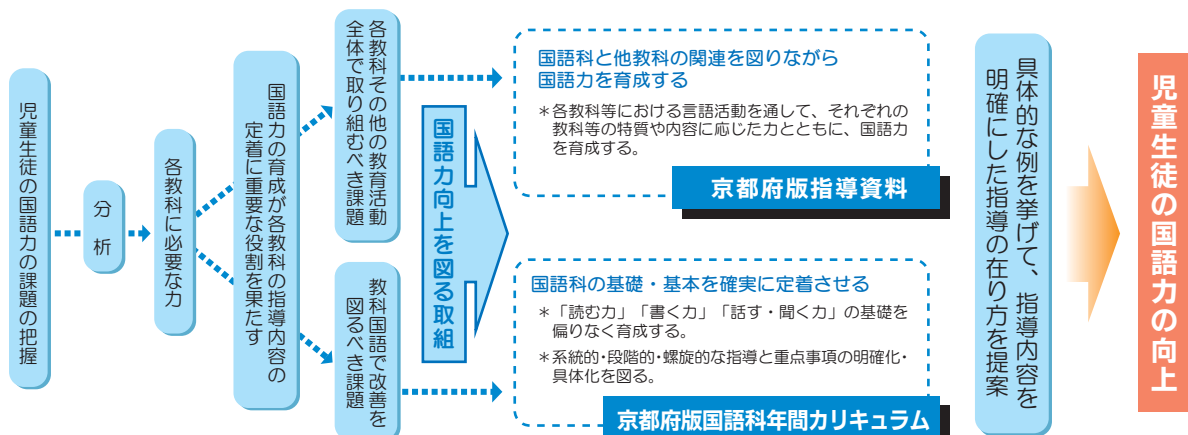 児童生徒の国語力の課題の把握
分析
各教科に必要な力
国語力の育成が各教科の指導内容の
定着に重要な役割を果たす
各教科その他の教育活動
全体で取り組むべき課題
教科国語で改善を
図るべき課題
国語力向上を図る取組
国語科と他教科の関連を図りながら
国語力を育成する
＊各教科等における言語活動を通して、それぞれの
教科等の特質や内容に応じた力とともに、国語力
を育成する。
京都府版指導資料
国語科の基礎・基本を確実に定着させる
＊「読む力」「書く力」「話す・聞く力」の基礎を
偏りなく育成する。
＊系統的・段階的・螺旋的な指導と重点事項の明確化・
具体化を図る。
京都府版国語科年間カリキュラム
具体的な例を挙げて、指導内容を
明確にした指導の在り方を提案
児童生徒の国語力の向上